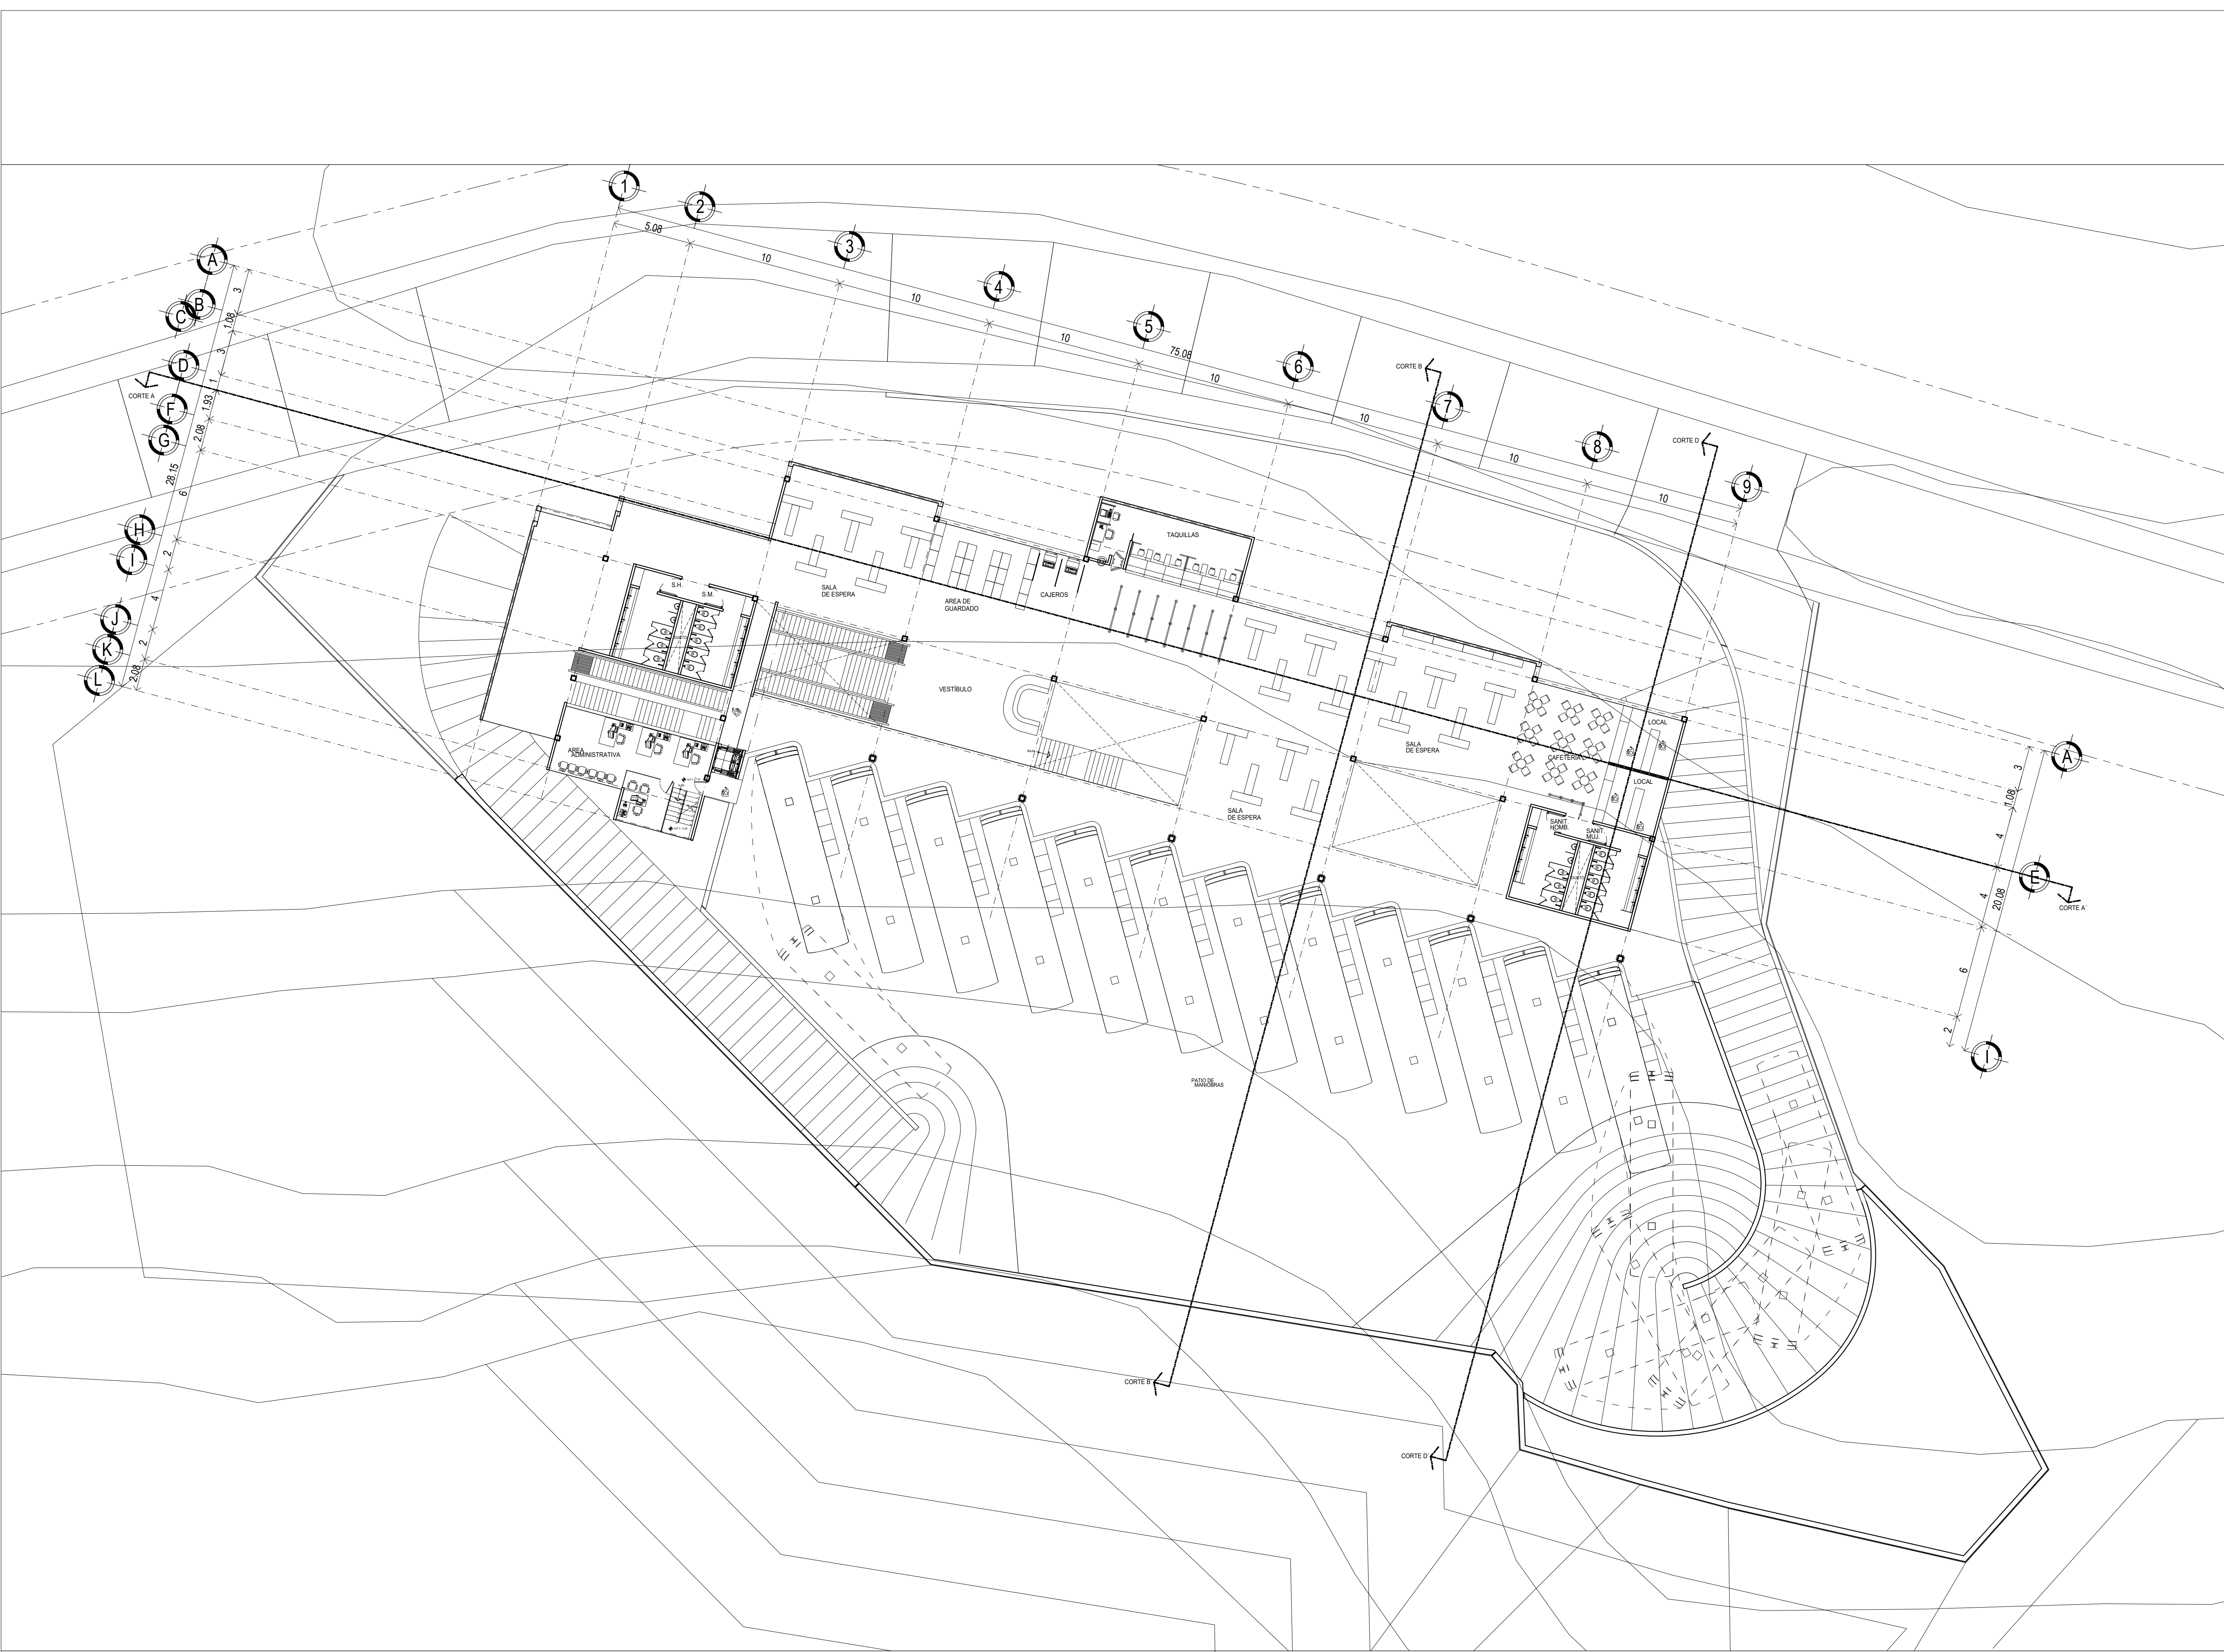 1
2
3
4
5
6
7
8
9
5.08
10
10
10
10
10
10
10
75.08
A
B
C
D
F
G
H
I
J
K
L
3
1.08
3
1
1.93
2.08
28.15
6
2
4
2
2.08
CORTE A
CORTE B
CORTE D
TAQUILLAS
S.H.
S.M.
SALA
DE ESPERA
AREA DE
GUARDADO
CAJEROS
VESTÍBULO
AREA
ADMINISTRATIVA
SALA
DE ESPERA
SALA
DE ESPERA
CAFETERIA
LOCAL
LOCAL
SANIT.
HOMB.
SANIT.
MUJ.
PATIO DE
MANIOBRAS
A
3
1.08
4
E
4
20.08
CORTE A´
6
2
I
CORTE B´
CORTE D´